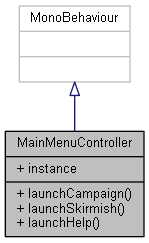 MonoBehaviour
MainMenuController
+ instance
+ launchCampaign()
+ launchSkirmish()
+ launchHelp()